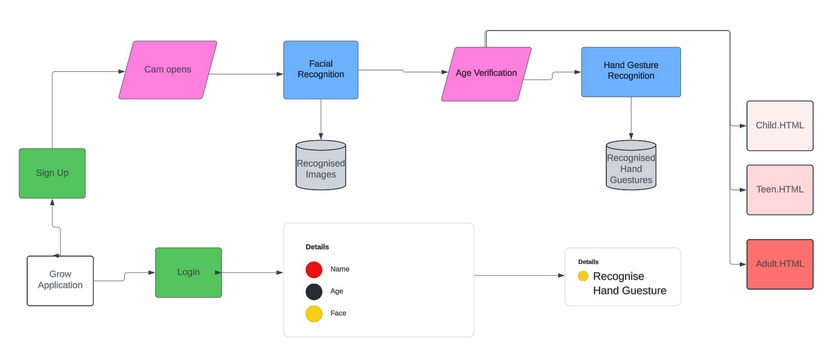 Cam opens
Facial
Recognition
Age Verification
Hand Gesture
Recognition
Child.HTML
Recognised
Images
Recognised
Hand
Guestures
Sign Up
Teen.HTML
Grow
Application
Login
Details
Name
Age
Face
Details
Recognise
Hand Guesture
Adult.HTML